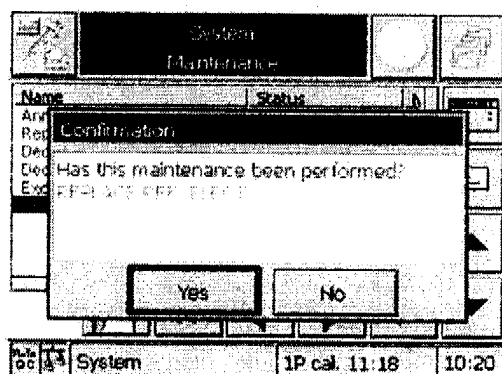 System
Maintenance
Name Status
Confirmation
Has this maintenance been performed?
Yes No
System 1P cal. 11:18 10:20